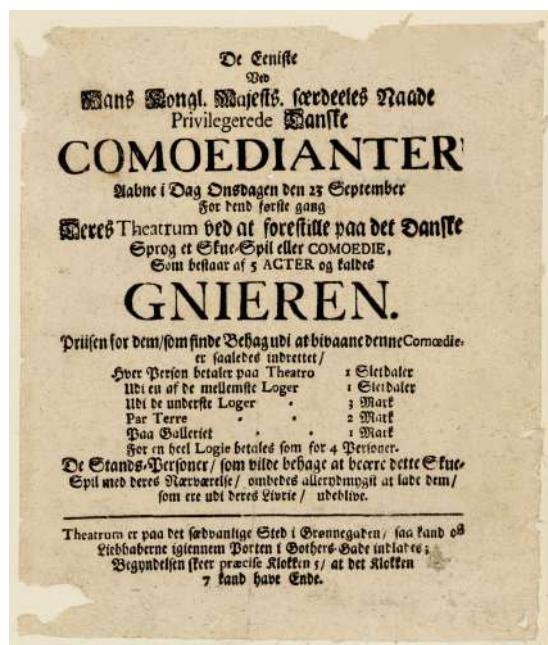 De Eeniste
Ved
Hans Kongl. Majests. særdeeles Naade
Privilegerede Danske
COMOEDIANTER
Aabne i Dag Onsdagen den 23 September
For dend første gang
Deres Theatrum ved at forestille paa det Danske
Sprog et Skue-Spil eller COMOEDIE,
Som bestaar af 5 ACTER og kaldes
GNIEREN.
Priisen for dem/som finde Behag udi at bivaane denne Comœdie-
er saaledes indrettet/
Hver Person betaler paa Theatro 1 Sletdaler
Udi en af de mellemste Loger 1 Sletdaler
Udi de underste Loger - 3 Mark
Par Terre - - 2 Mark
Paa Galleriet - - 1 Mark
For en heel Logie betales som for 4 Personer.
De Stands-Personer/ som vilde behage at beære dette Skue-
Spil med deres Nærværelse/ ombedes allerydmygst at lade dem/
som ere udi deres Livrie/ udeblive.
Theatrum er paa det sædvanlige Sted i Grønnegaden/ saa kand og
Liebhaberne igiennem Porten i Gothers-Gade indlades;
Begyndelsen skeer præcise Klokken 5/ at det Klokken
7 kand have Ende.